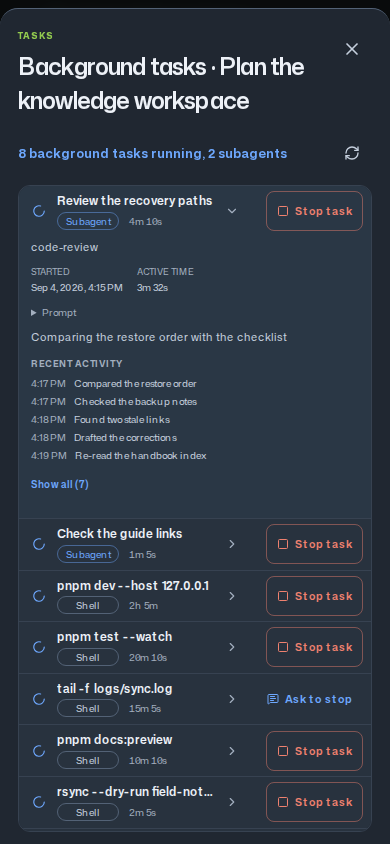 TASKS
Background tasks · Plan the
knowledge workspace
8 background tasks running, 2 subagents
Review the recovery paths
Subagent 4m 10s
Stop task
code-review
STARTED ACTIVE TIME
Sep 4, 2026, 4:15 PM 3m 32s
Prompt
Comparing the restore order with the checklist
RECENT ACTIVITY
4:17 PM Compared the restore order
4:17 PM Checked the backup notes
4:18 PM Found two stale links
4:18 PM Drafted the corrections
4:19 PM Re-read the handbook index
Show all (7)
Check the guide links
Subagent 1m 5s
Stop task
pnpm dev --host 127.0.0.1
Shell 2h 5m
Stop task
pnpm test --watch
Shell 20m 10s
Stop task
tail -f logs/sync.log
Shell 15m 5s
Ask to stop
pnpm docs:preview
Shell 10m 10s
Stop task
rsync --dry-run field-not...
Shell 2m 5s
Stop task